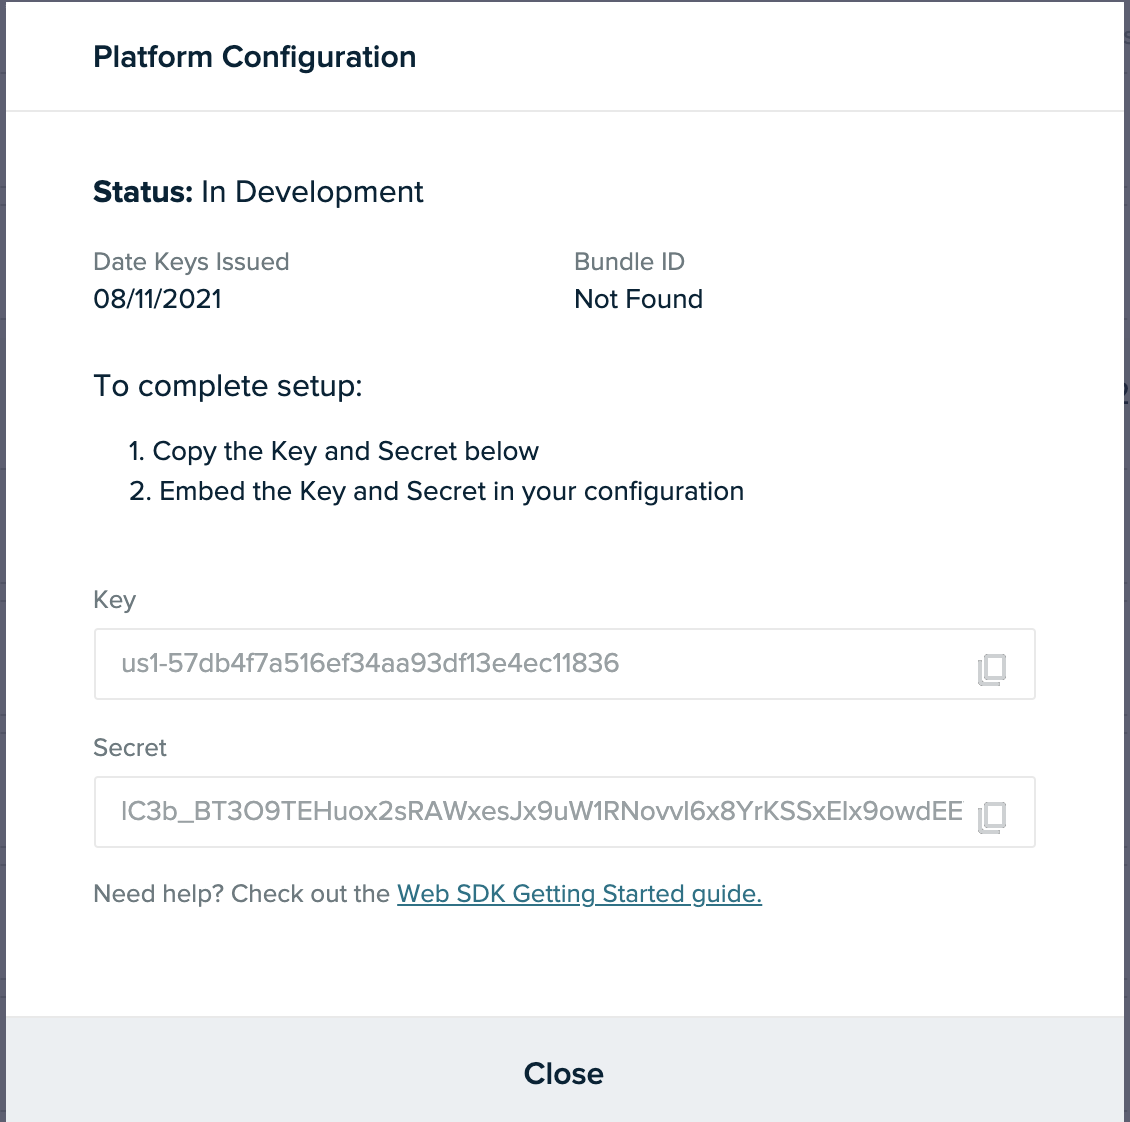 Platform Configuration
Status: In Development
Date Keys Issued
Bundle ID
08/11/2021
Not Found
To complete setup:
1. Copy the Key and Secret below
2. Embed the Key and Secret in your configuration
Key
us1-57db4f7a516ef34aa93df13e4ec11836
Secret
lC3b_BT3O9TEHuox2sRAWxesJx9uW1RNovvl6x8YrKSSxElx9owdEE
Need help? Check out the Web SDK Getting Started guide.
Close